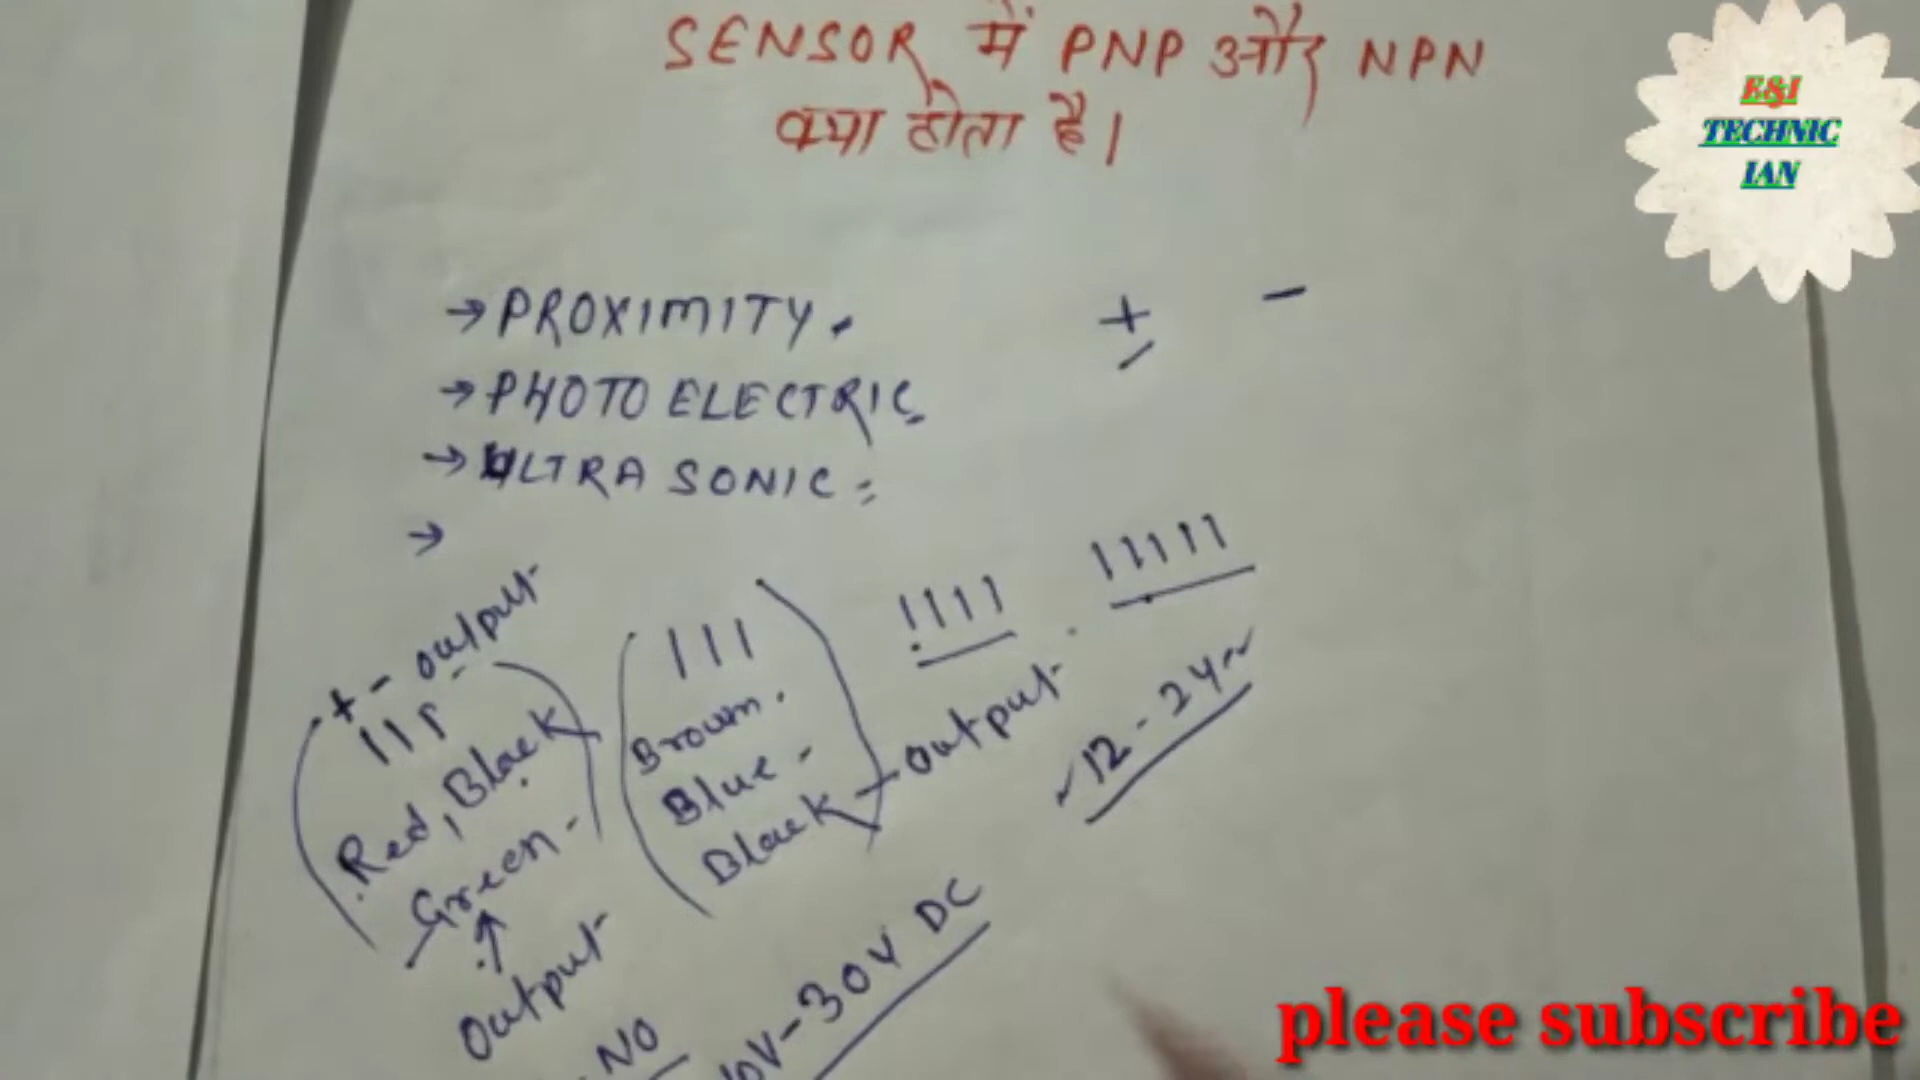 SENSOR में PNP और NPN
क्या होता है।
E&I
TECHNIC
IAN
→ PROXIMITY.
+ -
→ PHOTO ELECTRIC
→ ULTRA SONIC
→
+ - output
Red, Black
Green -
output
Brown.
Blue -
Black - output
12 - 24v
10V-30V DC
NO
please subscribe